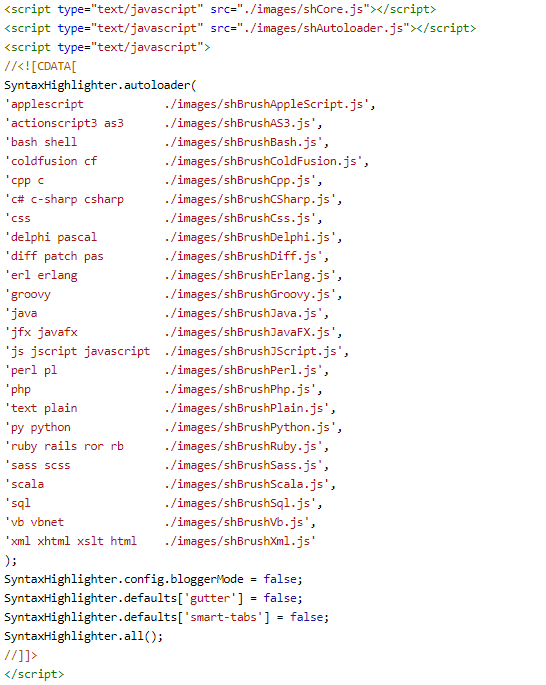 <script type="text/javascript" src="./images/shCore.js"></script>
<script type="text/javascript" src="./images/shAutoloader.js"></script>
<script type="text/javascript">
//<![CDATA[
SyntaxHighlighter.autoloader(
'applescript            ./images/shBrushAppleScript.js',
'actionscript3 as3      ./images/shBrushAS3.js',
'bash shell             ./images/shBrushBash.js',
'coldfusion cf          ./images/shBrushColdFusion.js',
'cpp c                  ./images/shBrushCpp.js',
'c# c-sharp csharp      ./images/shBrushCSharp.js',
'css                    ./images/shBrushCss.js',
'delphi pascal          ./images/shBrushDelphi.js',
'diff patch pas         ./images/shBrushDiff.js',
'erl erlang             ./images/shBrushErlang.js',
'groovy                 ./images/shBrushGroovy.js',
'java                   ./images/shBrushJava.js',
'jfx javafx             ./images/shBrushJavaFX.js',
'js jscript javascript  ./images/shBrushJScript.js',
'perl pl                ./images/shBrushPerl.js',
'php                    ./images/shBrushPhp.js',
'text plain             ./images/shBrushPlain.js',
'py python              ./images/shBrushPython.js',
'ruby rails ror rb      ./images/shBrushRuby.js',
'sass scss              ./images/shBrushSass.js',
'scala                  ./images/shBrushScala.js',
'sql                    ./images/shBrushSql.js',
'vb vbnet               ./images/shBrushVb.js',
'xml xhtml xslt html    ./images/shBrushXml.js'
);
SyntaxHighlighter.config.bloggerMode = false;
SyntaxHighlighter.defaults['gutter'] = false;
SyntaxHighlighter.defaults['smart-tabs'] = false;
SyntaxHighlighter.all();
//]]>
</script>